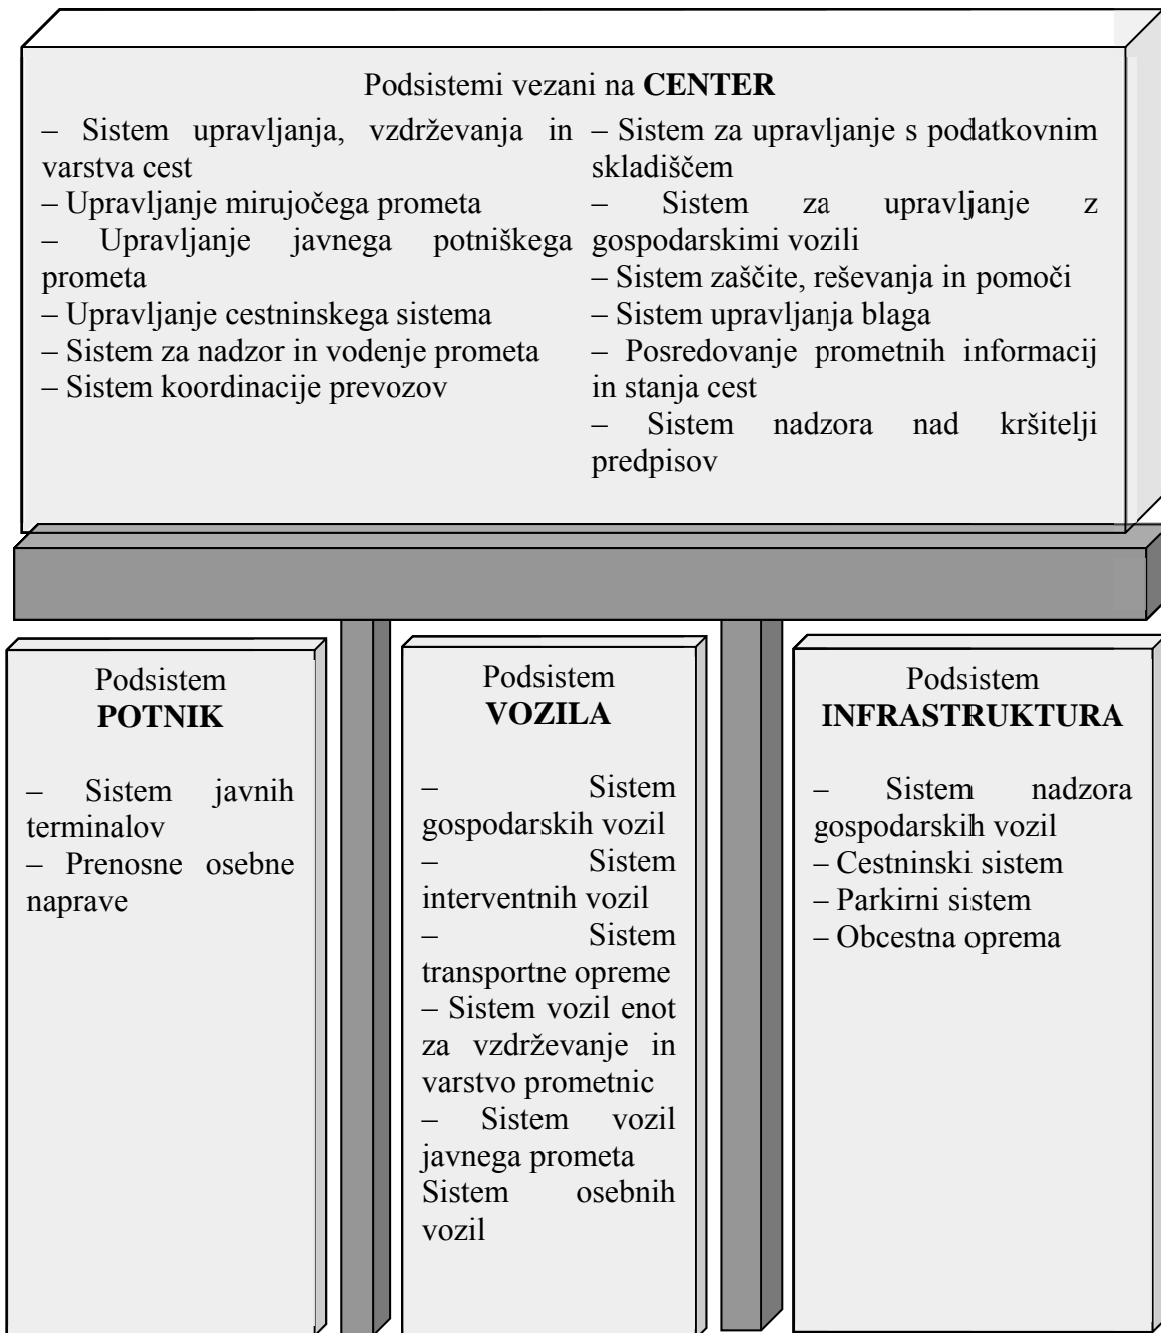 Podsistemi vezani na CENTER
– Sistem upravljanja, vzdrževanja in
varstva cest
– Upravljanje mirujočega prometa
– Upravljanje javnega potniškega
prometa
– Upravljanje cestninskega sistema
– Sistem za nadzor in vodenje prometa
– Sistem koordinacije prevozov
– Sistem za upravljanje s podatkovnim
skladiščem
– Sistem za upravljanje z
gospodarskimi vozili
– Sistem zaščite, reševanja in pomoči
– Sistem upravljanja blaga
– Posredovanje prometnih informacij
in stanja cest
– Sistem nadzora nad kršitelji
predpisov
Podsistem
POTNIK
– Sistem javnih
terminalov
– Prenosne osebne
naprave
Podsistem
VOZILA
– Sistem
gospodarskih vozil
– Sistem
interventnih vozil
– Sistem
transportne opreme
– Sistem vozil enot
za vzdrževanje in
varstvo prometnic
– Sistem vozil
javnega prometa
Sistem osebnih
vozil
Podsistem
INFRASTRUKTURA
– Sistem nadzora
gospodarskih vozil
– Cestninski sistem
– Parkirni sistem
– Obcestna oprema